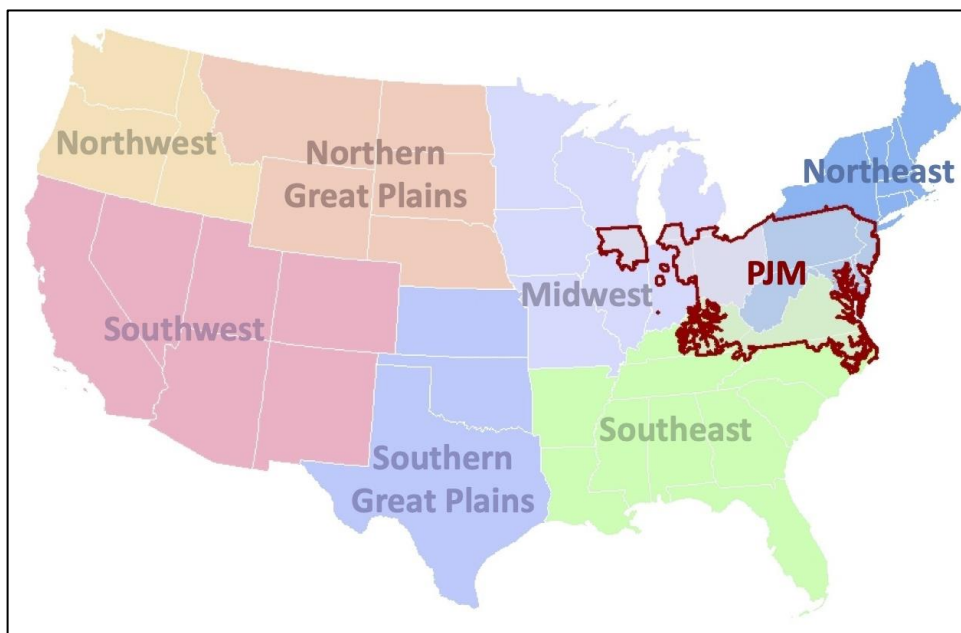 Northwest
Northern
Great Plains
Northeast
PJM
Midwest
Southwest
Southeast
Southern
Great Plains